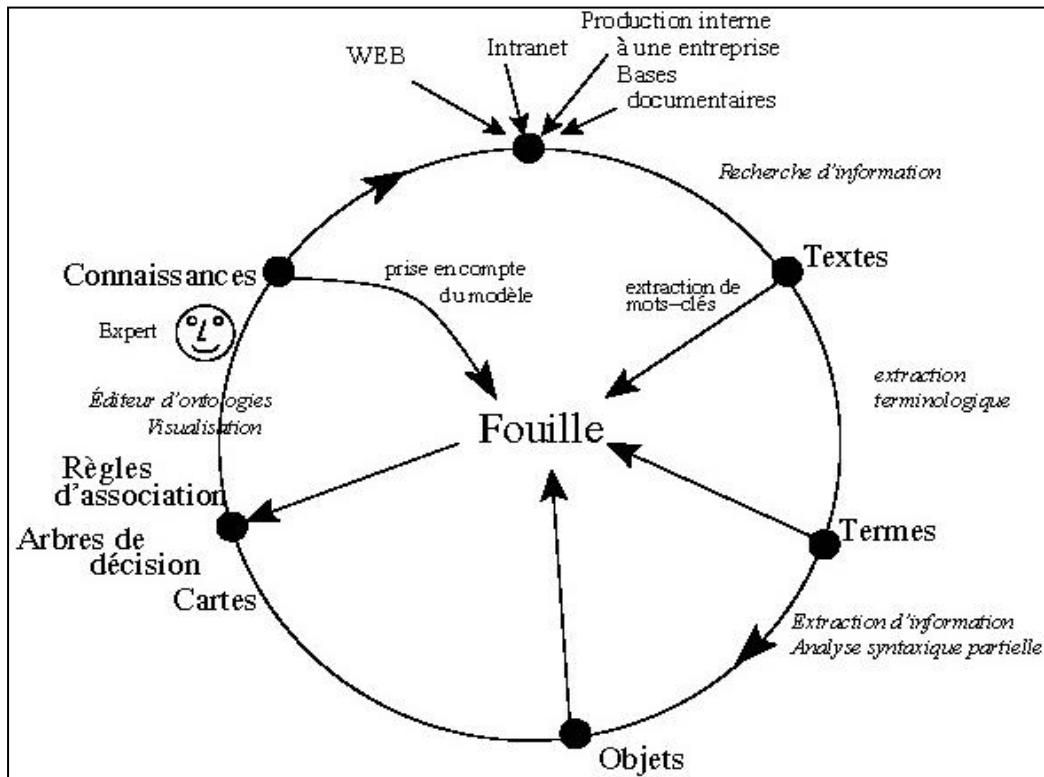 WEB
Intranet
Production interne
à une entreprise
Bases
documentaires
Recherche d'information
Connaissances
prise en compte
du modèle
extraction de
mots-clés
Textes
Expert
extraction
terminologique
Éditeur d'ontologies
Visualisation
Fouille
Règles
d'association
Arbres de
décision
Cartes
Termes
Extraction d'information
Analyse syntaxique partielle
Objets